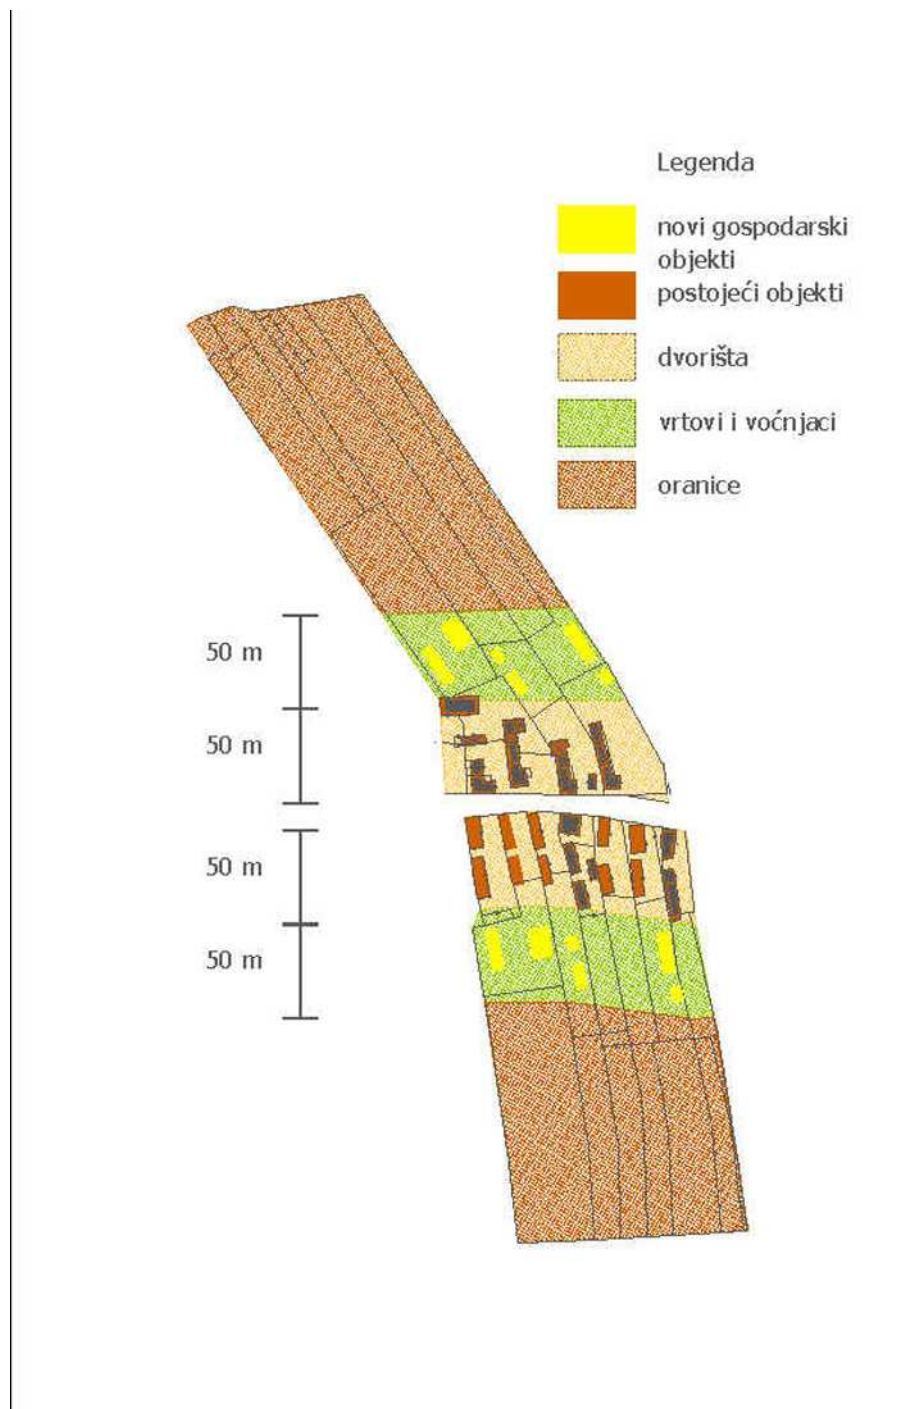 Legenda
novi gospodarski
objekti
postojeći objekti
dvorišta
vrtovi i voćnjaci
oranice
50 m
50 m
50 m
50 m